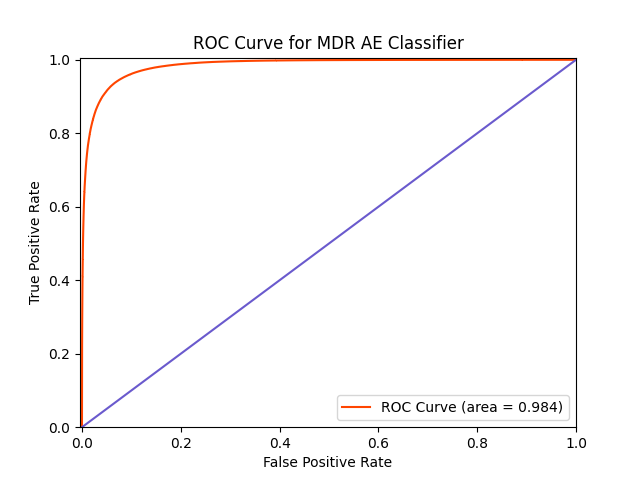 ROC Curve for MDR AE Classifier
True Positive Rate
1.0
0.8
0.6
0.4
0.2
0.0
ROC Curve (area = 0.984)
0.0 0.2 0.4 0.6 0.8 1.0
False Positive Rate